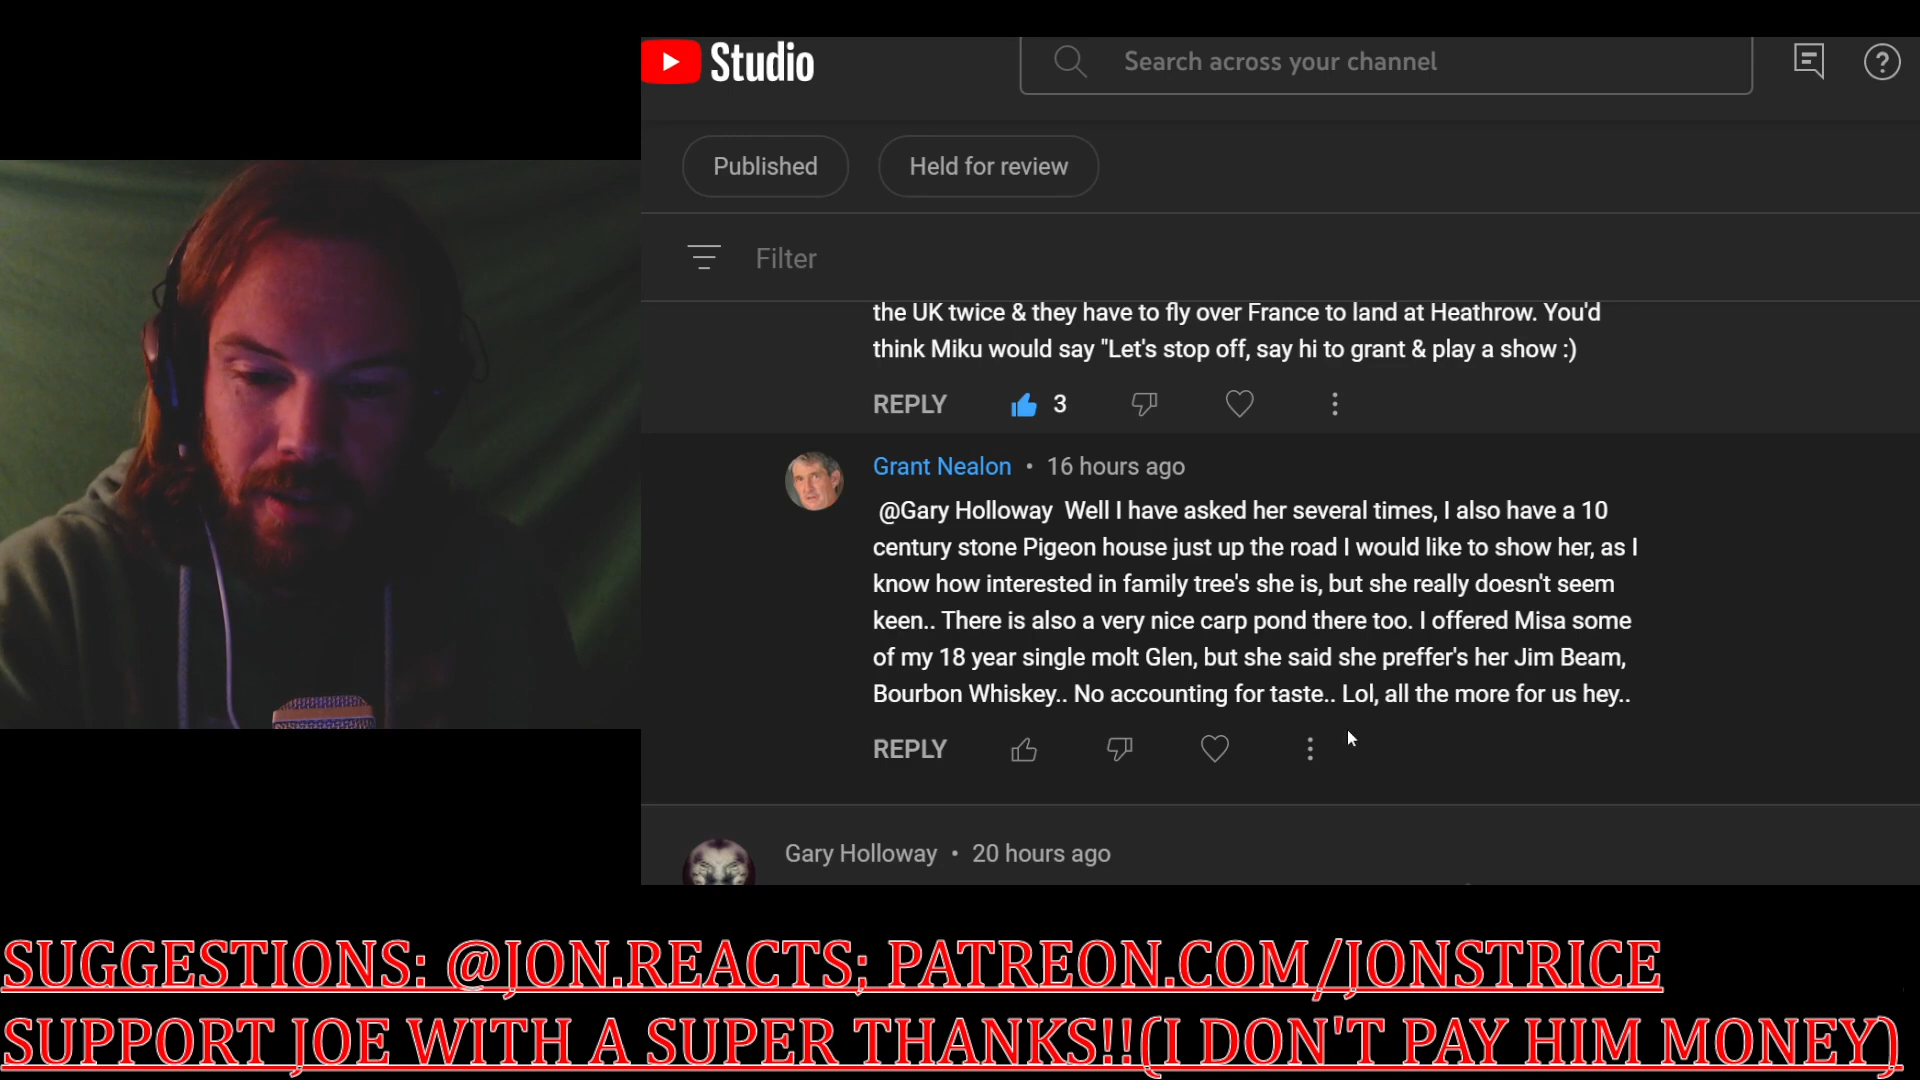 Studio
Search across your channel
Published
Held for review
Filter
the UK twice & they have to fly over France to land at Heathrow. You'd
think Miku would say "Let's stop off, say hi to grant & play a show :)
REPLY 3
Grant Nealon • 16 hours ago
@Gary Holloway Well I have asked her several times, I also have a 10
century stone Pigeon house just up the road I would like to show her, as I
know how interested in family tree's she is, but she really doesn't seem
keen.. There is also a very nice carp pond there too. I offered Misa some
of my 18 year single molt Glen, but she said she preffer's her Jim Beam,
Bourbon Whiskey.. No accounting for taste.. Lol, all the more for us hey..
REPLY
Gary Holloway • 20 hours ago
SUGGESTIONS: @JON.REACTS; PATREON.COM/JONSTRICE
SUPPORT JOE WITH A SUPER THANKS!!(I DON'T PAY HIM MONEY)